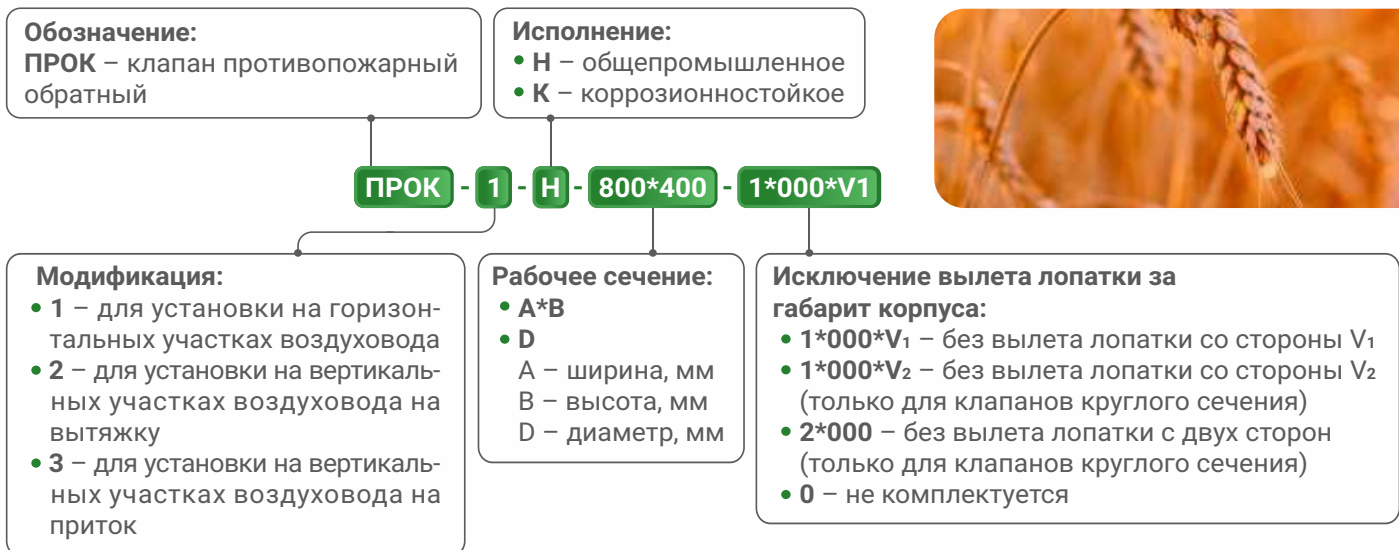 Обозначение:
ПРОК – клапан противопожарный
обратный
Исполнение:
• Н – общепромышленное
• К – коррозионностойкое
ПРОК - 1 - Н - 800*400 - 1*000*V1
Модификация:
• 1 – для установки на горизон-
тальных участках воздуховода
• 2 – для установки на вертикаль-
ных участках воздуховода на
вытяжку
• 3 – для установки на вертикаль-
ных участках воздуховода на
приток
Рабочее сечение:
• A*B
• D
A – ширина, мм
B – высота, мм
D – диаметр, мм
Исключение вылета лопатки за
габарит корпуса:
• 1*000*V₁ – без вылета лопатки со стороны V₁
• 1*000*V₂ – без вылета лопатки со стороны V₂
(только для клапанов круглого сечения)
• 2*000 – без вылета лопатки с двух сторон
(только для клапанов круглого сечения)
• 0 – не комплектуется